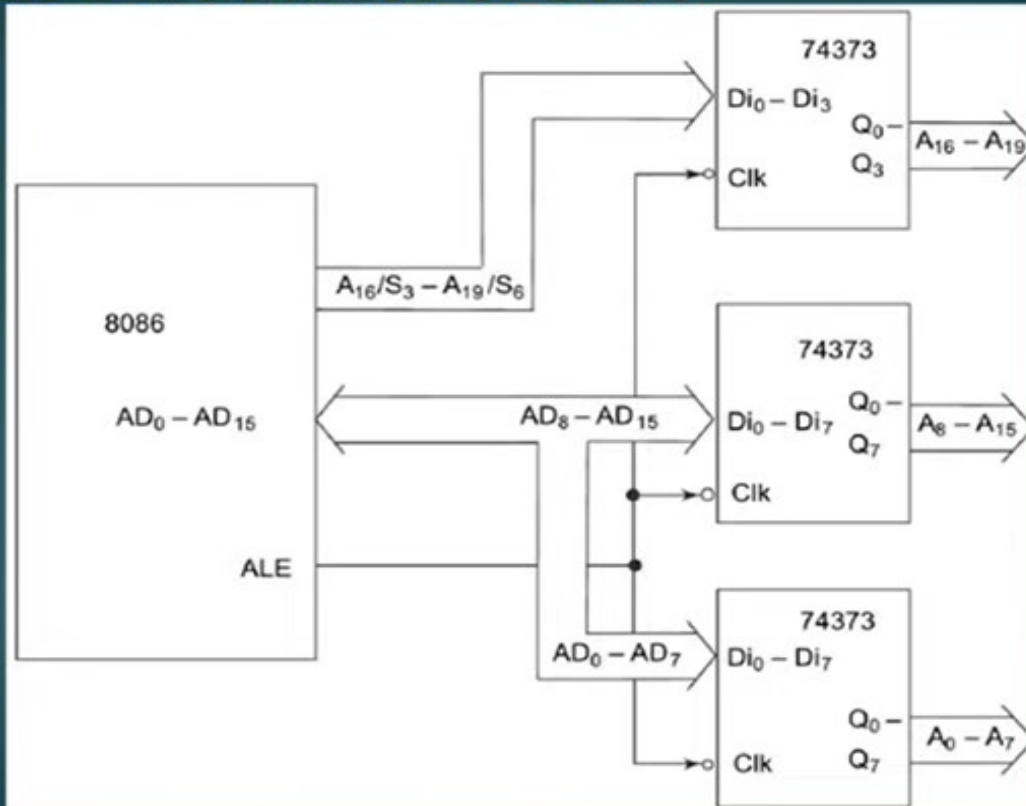 74373
Di₀ – Di₃
Q₀ –
A₁₆ – A₁₉
Q₃
Clk
A₁₆/S₃ – A₁₉/S₆
8086
74373
AD₀ – AD₁₅
AD₈ – AD₁₅
Di₀ – Di₇
Q₀ –
A₈ – A₁₅
Q₇
Clk
ALE
74373
AD₀ – AD₇
Di₀ – Di₇
Q₀ –
A₀ – A₇
Clk
Q₇